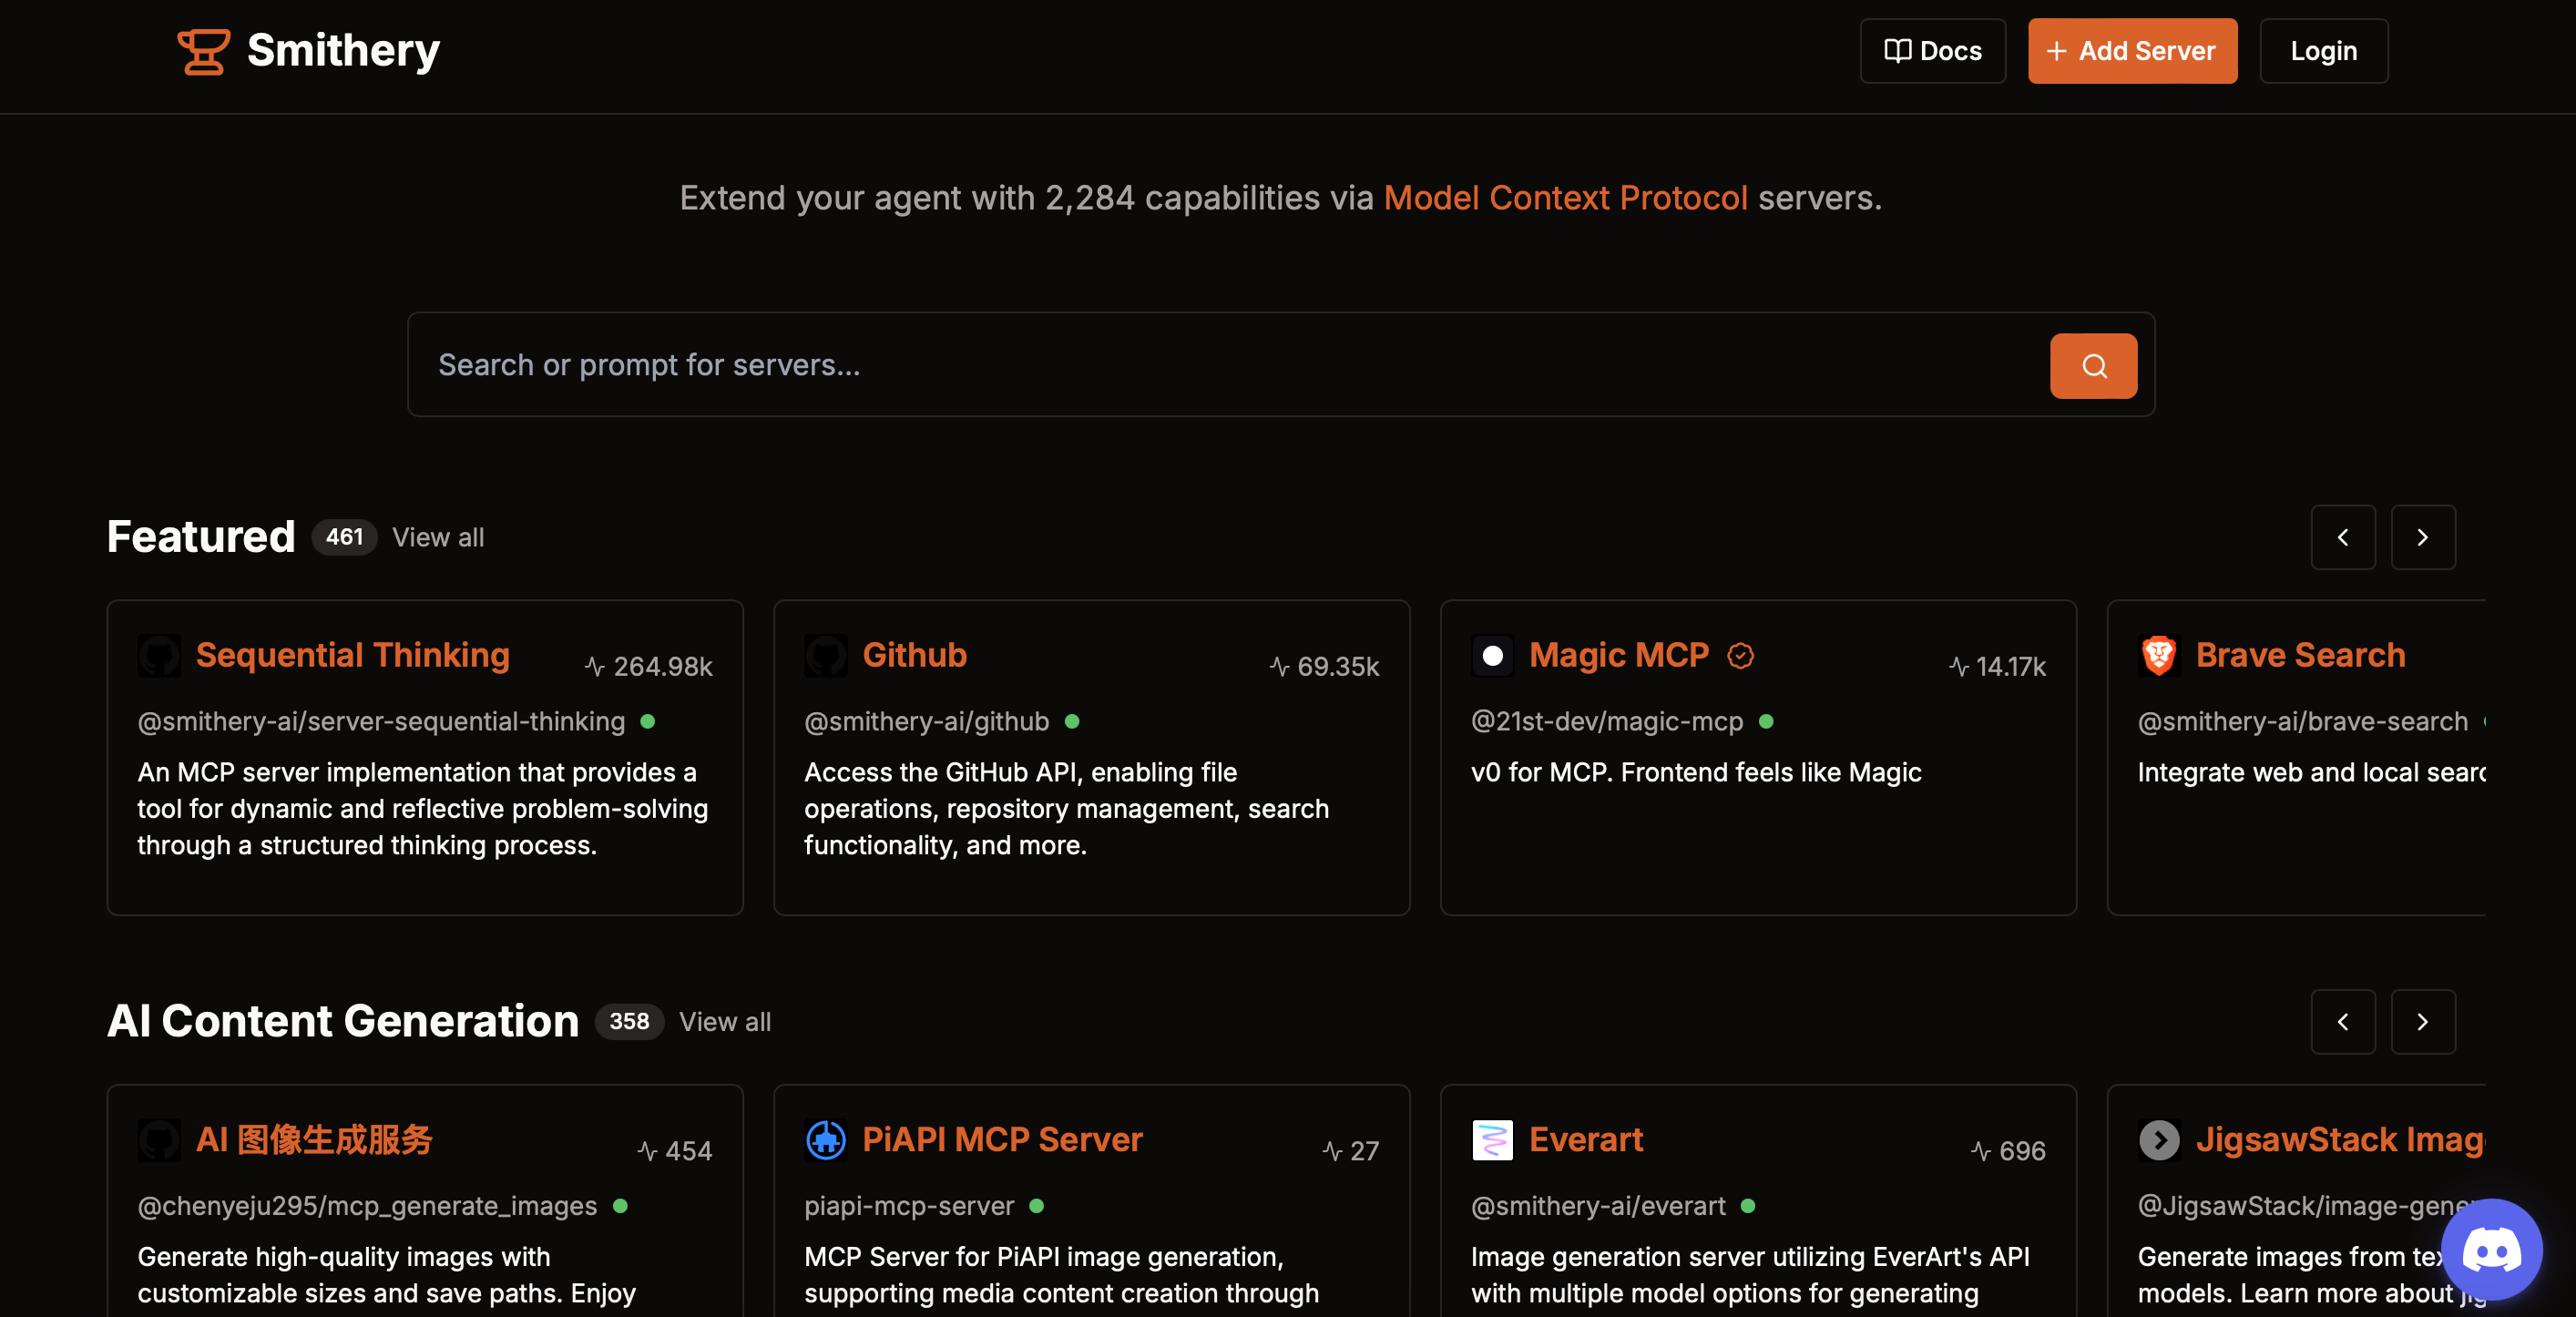 Smithery
Docs
+ Add Server
Login
Extend your agent with 2,284 capabilities via Model Context Protocol servers.
Search or prompt for servers...
Featured 461 View all
Sequential Thinking 264.98k
@smithery-ai/server-sequential-thinking
An MCP server implementation that provides a
tool for dynamic and reflective problem-solving
through a structured thinking process.
Github 69.35k
@smithery-ai/github
Access the GitHub API, enabling file
operations, repository management, search
functionality, and more.
Magic MCP 14.17k
@21st-dev/magic-mcp
v0 for MCP. Frontend feels like Magic
Brave Search
@smithery-ai/brave-search
Integrate web and local searc
AI Content Generation 358 View all
AI 图像生成服务 454
@chenyeju295/mcp_generate_images
Generate high-quality images with
customizable sizes and save paths. Enjoy
PiAPI MCP Server 27
piapi-mcp-server
MCP Server for PiAPI image generation,
supporting media content creation through
Everart 696
@smithery-ai/everart
Image generation server utilizing EverArt's API
with multiple model options for generating
JigsawStack Imag
@JigsawStack/image-gene
Generate images from tex
models. Learn more about jig